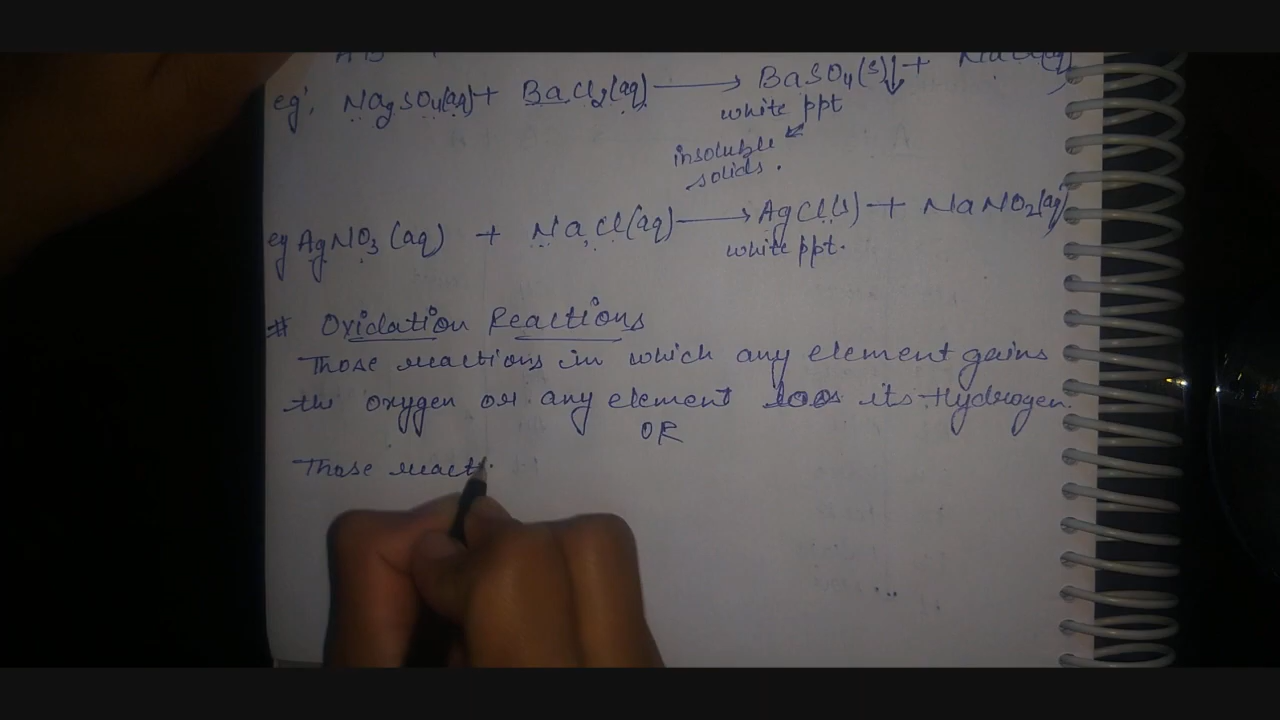 AB +
eg', Na2SO4(aq) + BaCl2(aq) → BaSO4(s)↓ +
white ppt
insoluble
solids.
eg AgNO3(aq) + NaCl(aq) → AgCl(s) + NaNO2(aq)
white ppt.
# Oxidation Reactions
Those reactions in which any element gains
the oxygen or any element loos its Hydrogen.
OR
Those react